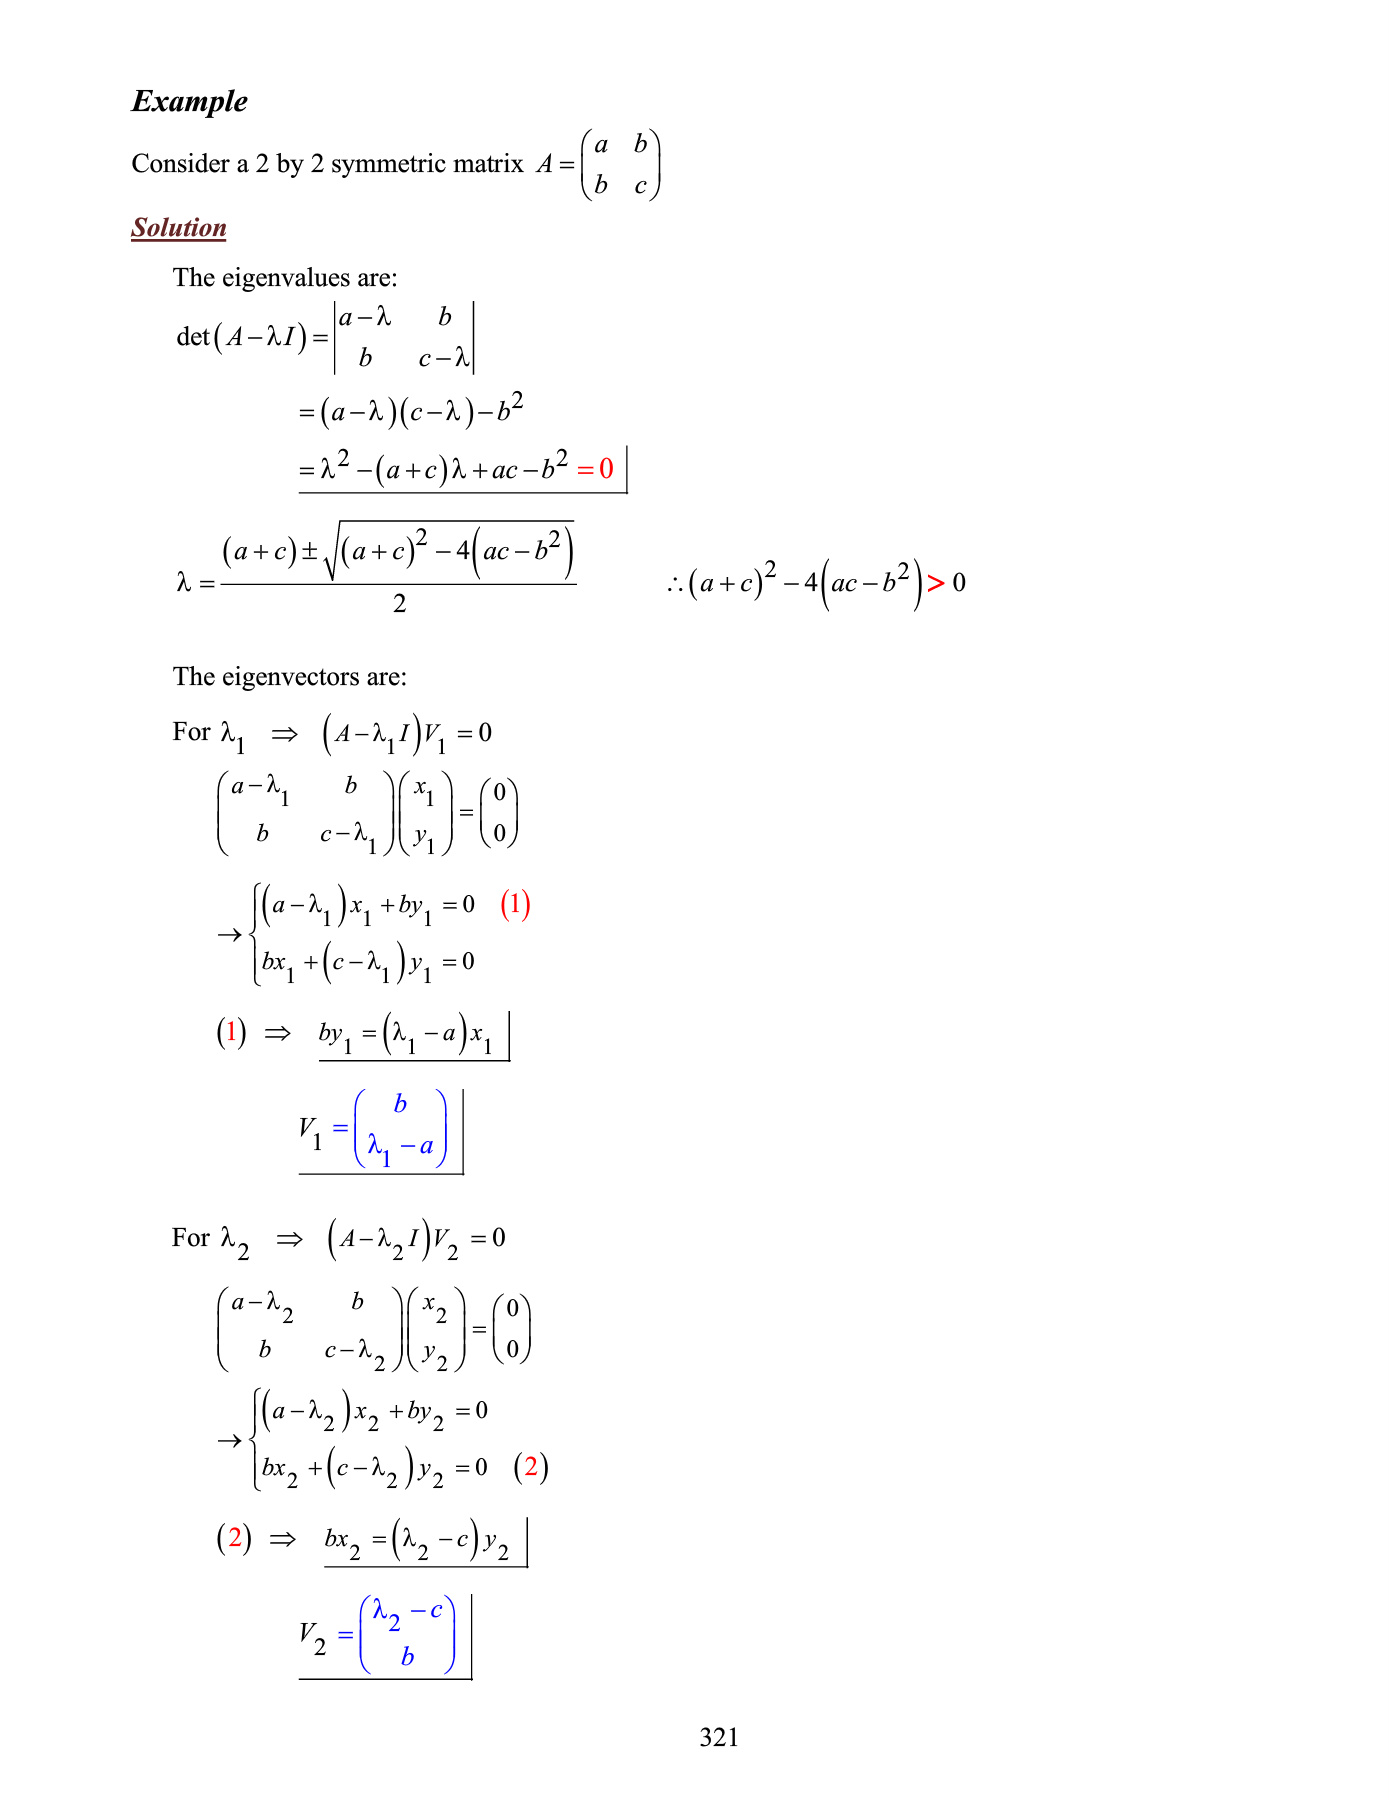 Example
Consider a 2 by 2 symmetric matrix $A = \begin{pmatrix} a & b \\ b & c \end{pmatrix}$
Solution
The eigenvalues are:
$\det(A - \lambda I) = \begin{vmatrix} a - \lambda & b \\ b & c - \lambda \end{vmatrix}$
$= (a - \lambda)(c - \lambda) - b^2$
$= \lambda^2 - (a + c)\lambda + ac - b^2 = 0$
$\lambda = \frac{(a + c) \pm \sqrt{(a + c)^2 - 4(ac - b^2)}}{2}$ $\therefore (a + c)^2 - 4(ac - b^2) > 0$
The eigenvectors are:
For $\lambda_1 \Rightarrow (A - \lambda_1 I)V_1 = 0$
$\begin{pmatrix} a - \lambda_1 & b \\ b & c - \lambda_1 \end{pmatrix} \begin{pmatrix} x_1 \\ y_1 \end{pmatrix} = \begin{pmatrix} 0 \\ 0 \end{pmatrix}$
$\rightarrow \begin{cases} (a - \lambda_1)x_1 + by_1 = 0 \quad (1) \\ bx_1 + (c - \lambda_1)y_1 = 0 \end{cases}$
$(1) \Rightarrow by_1 = (\lambda_1 - a)x_1$
$V_1 = \begin{pmatrix} b \\ \lambda_1 - a \end{pmatrix}$
For $\lambda_2 \Rightarrow (A - \lambda_2 I)V_2 = 0$
$\begin{pmatrix} a - \lambda_2 & b \\ b & c - \lambda_2 \end{pmatrix} \begin{pmatrix} x_2 \\ y_2 \end{pmatrix} = \begin{pmatrix} 0 \\ 0 \end{pmatrix}$
$\rightarrow \begin{cases} (a - \lambda_2)x_2 + by_2 = 0 \\ bx_2 + (c - \lambda_2)y_2 = 0 \quad (2) \end{cases}$
$(2) \Rightarrow bx_2 = (\lambda_2 - c)y_2$
$V_2 = \begin{pmatrix} \lambda_2 - c \\ b \end{pmatrix}$
321